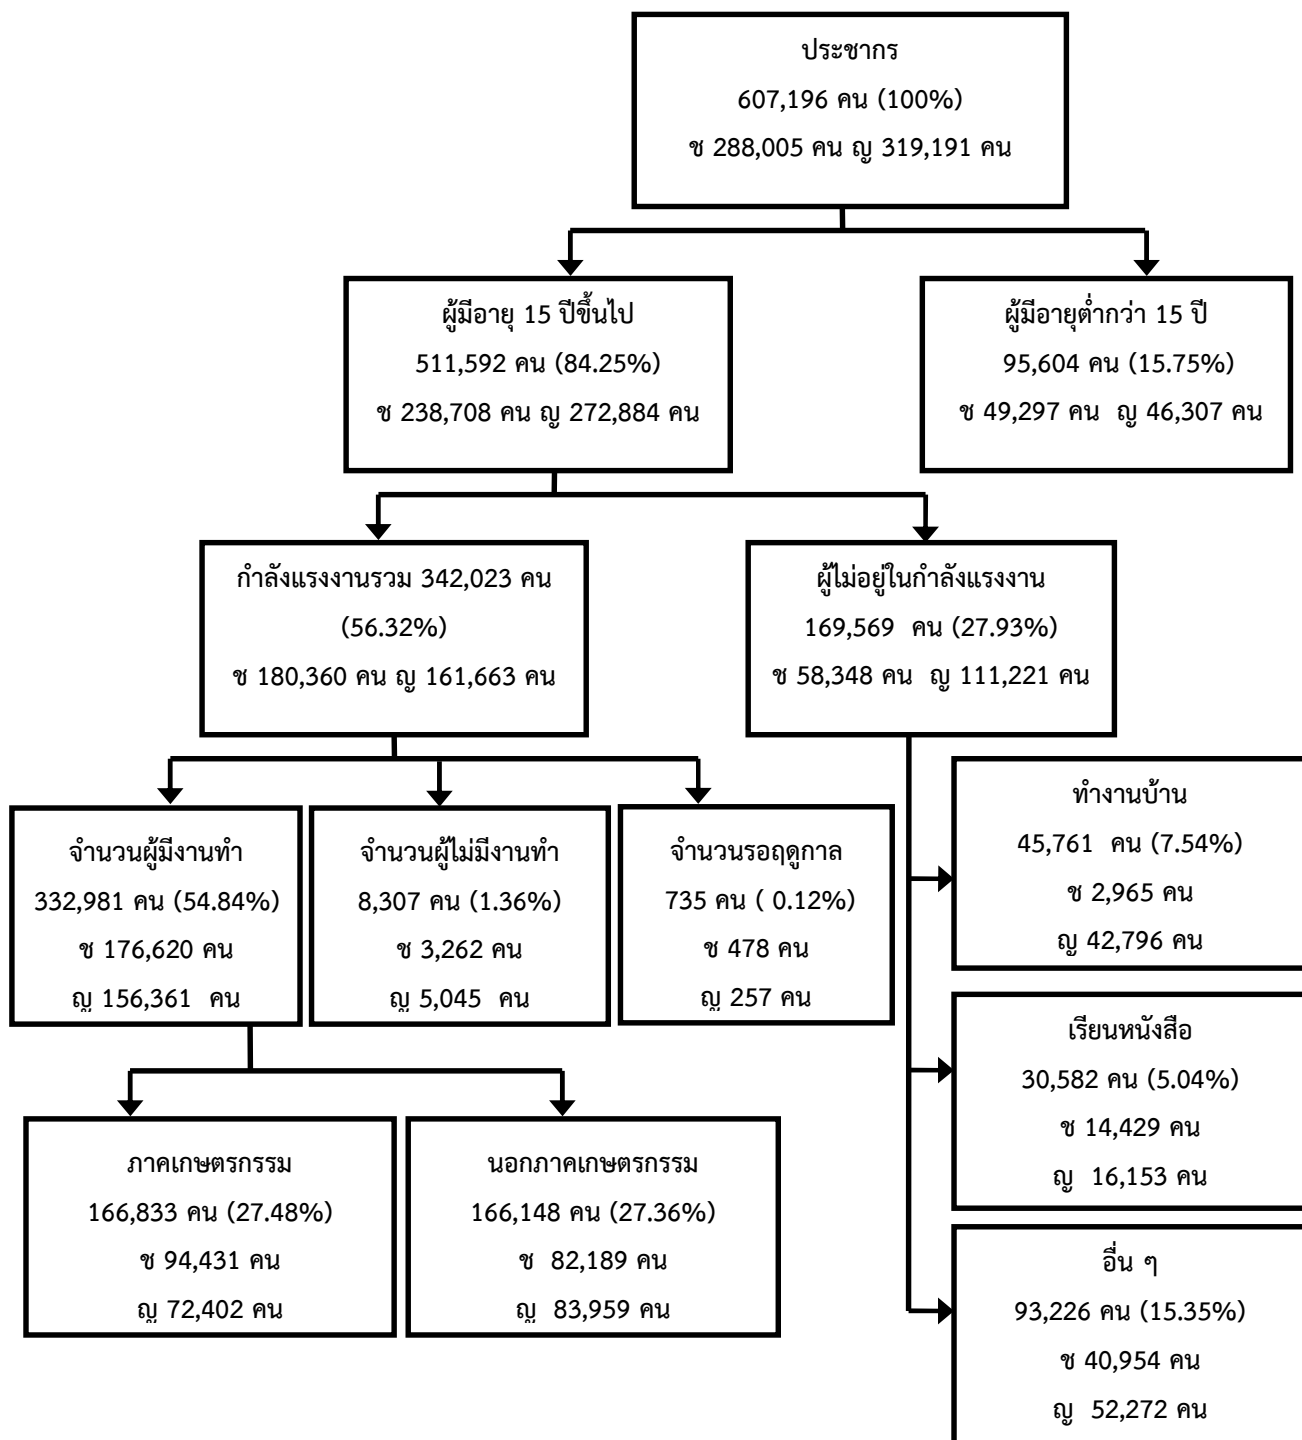 ประชากร
607,196 คน (100%)
ช 288,005 คน ญ 319,191 คน
ผู้มีอายุ 15 ปีขึ้นไป
511,592 คน (84.25%)
ช 238,708 คน ญ 272,884 คน
ผู้มีอายุต่ำกว่า 15 ปี
95,604 คน (15.75%)
ช 49,297 คน ญ 46,307 คน
กำลังแรงงานรวม 342,023 คน
(56.32%)
ช 180,360 คน ญ 161,663 คน
ผู้ไม่อยู่ในกำลังแรงงาน
169,569 คน (27.93%)
ช 58,348 คน ญ 111,221 คน
จำนวนผู้มีงานทำ
332,981 คน (54.84%)
ช 176,620 คน
ญ 156,361 คน
จำนวนผู้ไม่มีงานทำ
8,307 คน (1.36%)
ช 3,262 คน
ญ 5,045 คน
จำนวนรอฤดูกาล
735 คน ( 0.12%)
ช 478 คน
ญ 257 คน
ทำงานบ้าน
45,761 คน (7.54%)
ช 2,965 คน
ญ 42,796 คน
เรียนหนังสือ
30,582 คน (5.04%)
ช 14,429 คน
ญ 16,153 คน
ภาคเกษตรกรรม
166,833 คน (27.48%)
ช 94,431 คน
ญ 72,402 คน
นอกภาคเกษตรกรรม
166,148 คน (27.36%)
ช 82,189 คน
ญ 83,959 คน
อื่น ๆ
93,226 คน (15.35%)
ช 40,954 คน
ญ 52,272 คน